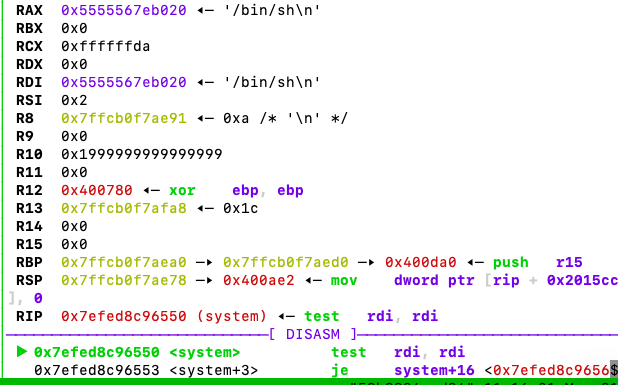 RAX 0x5555567eb020 ◂— '/bin/sh\n'
RBX 0x0
RCX 0xffffffda
RDX 0x0
RDI 0x5555567eb020 ◂— '/bin/sh\n'
RSI 0x2
R8 0x7ffcb0f7ae91 ◂— 0xa /* '\n' */
R9 0x0
R10 0x1999999999999999
R11 0x0
R12 0x400780 ◂— xor ebp, ebp
R13 0x7ffcb0f7afa8 ◂— 0x1c
R14 0x0
R15 0x0
RBP 0x7ffcb0f7aea0 —▸ 0x7ffcb0f7aed0 —▸ 0x400da0 ◂— push r15
RSP 0x7ffcb0f7ae78 —▸ 0x400ae2 ◂— mov dword ptr [rip + 0x2015cc
], 0
RIP 0x7efed8c96550 (system) ◂— test rdi, rdi
[ DISASM ]
► 0x7efed8c96550 <system> test rdi, rdi
0x7efed8c96553 <system+3> je system+16 <0x7efed8c9656$